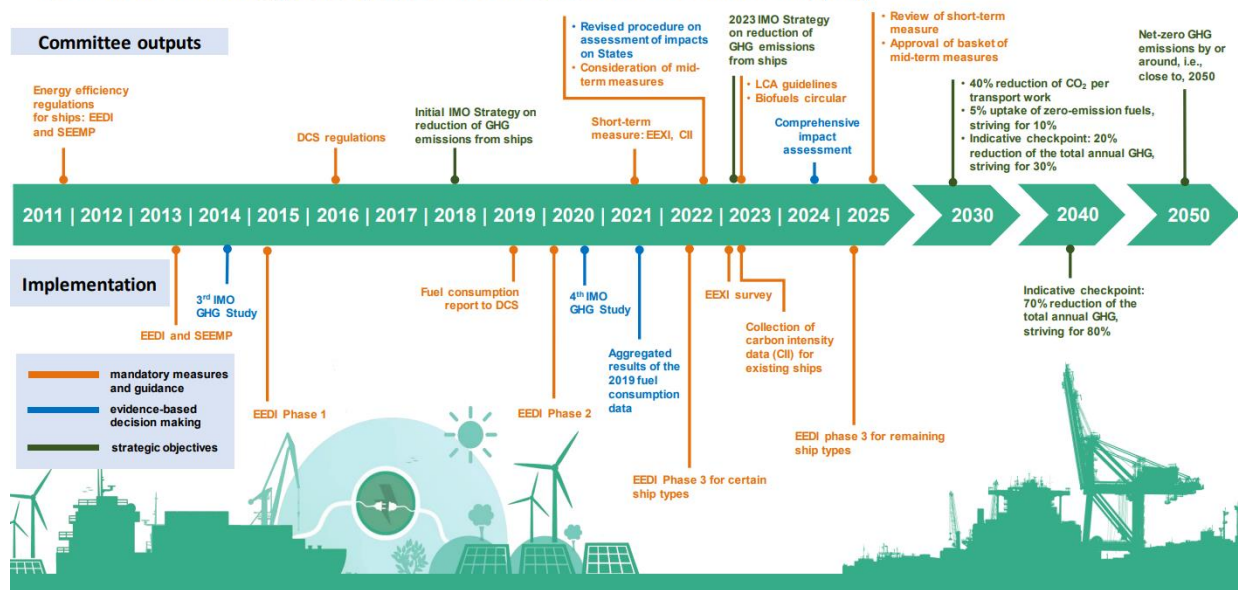 Committee outputs
Energy efficiency
regulations
for ships: EEDI
and SEEMP
DCS regulations
Initial IMO Strategy on
reduction of GHG
emissions from ships
Short-term
measure: EEXI, CII
• Revised procedure on
assessment of impacts
on States
• Consideration of mid-
term measures
2023 IMO Strategy
on reduction of
GHG emissions
from ships
• LCA guidelines
• Biofuels circular
Comprehensive
impact
assessment
• Review of short-term
measure
• Approval of basket of
mid-term measures
• 40% reduction of CO₂ per
transport work
• 5% uptake of zero-emission fuels,
striving for 10%
• Indicative checkpoint: 20%
reduction of the total annual GHG,
striving for 30%
Net-zero GHG
emissions by or
around, i.e.,
close to, 2050
2011 | 2012 | 2013 | 2014 | 2015 | 2016 | 2017 | 2018 | 2019 | 2020 | 2021 | 2022 | 2023 | 2024 | 2025
2030
2040
2050
Implementation
EEDI and SEEMP
3rd IMO
GHG Study
EEDI Phase 1
Fuel consumption
report to DCS
EEDI Phase 2
4th IMO
GHG Study
Aggregated
results of the
2019 fuel
consumption
data
EEDI Phase 3 for certain
ship types
EEXI survey
Collection of
carbon intensity
data (CII) for
existing ships
EEDI phase 3 for remaining
ship types
Indicative checkpoint:
70% reduction of the
total annual GHG,
striving for 80%
mandatory measures
and guidance
evidence-based
decision making
strategic objectives